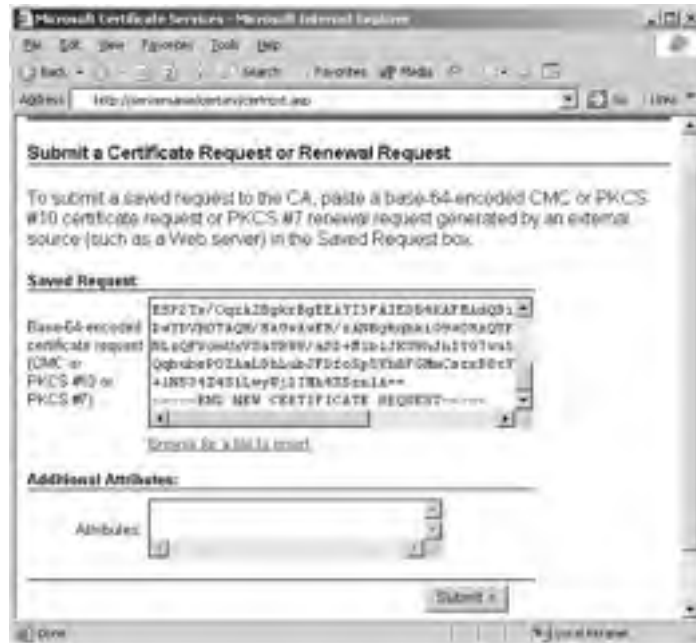 Microsoft Certificate Services - Microsoft Internet Explorer
File Edit View Favorites Tools Help
Back Search Favorites Media
Address
Submit a Certificate Request or Renewal Request
To submit a saved request to the CA, paste a base-64-encoded CMC or PKCS
#10 certificate request or PKCS #7 renewal request generated by an external
source (such as a Web server) in the Saved Request box.
Saved Request:
Base-64-encoded
certificate request
(CMC or
PKCS #10 or
PKCS #7)
-----END NEW CERTIFICATE REQUEST-----
Browse for a file to insert.
Additional Attributes:
Attributes:
Submit >
Done
Local intranet